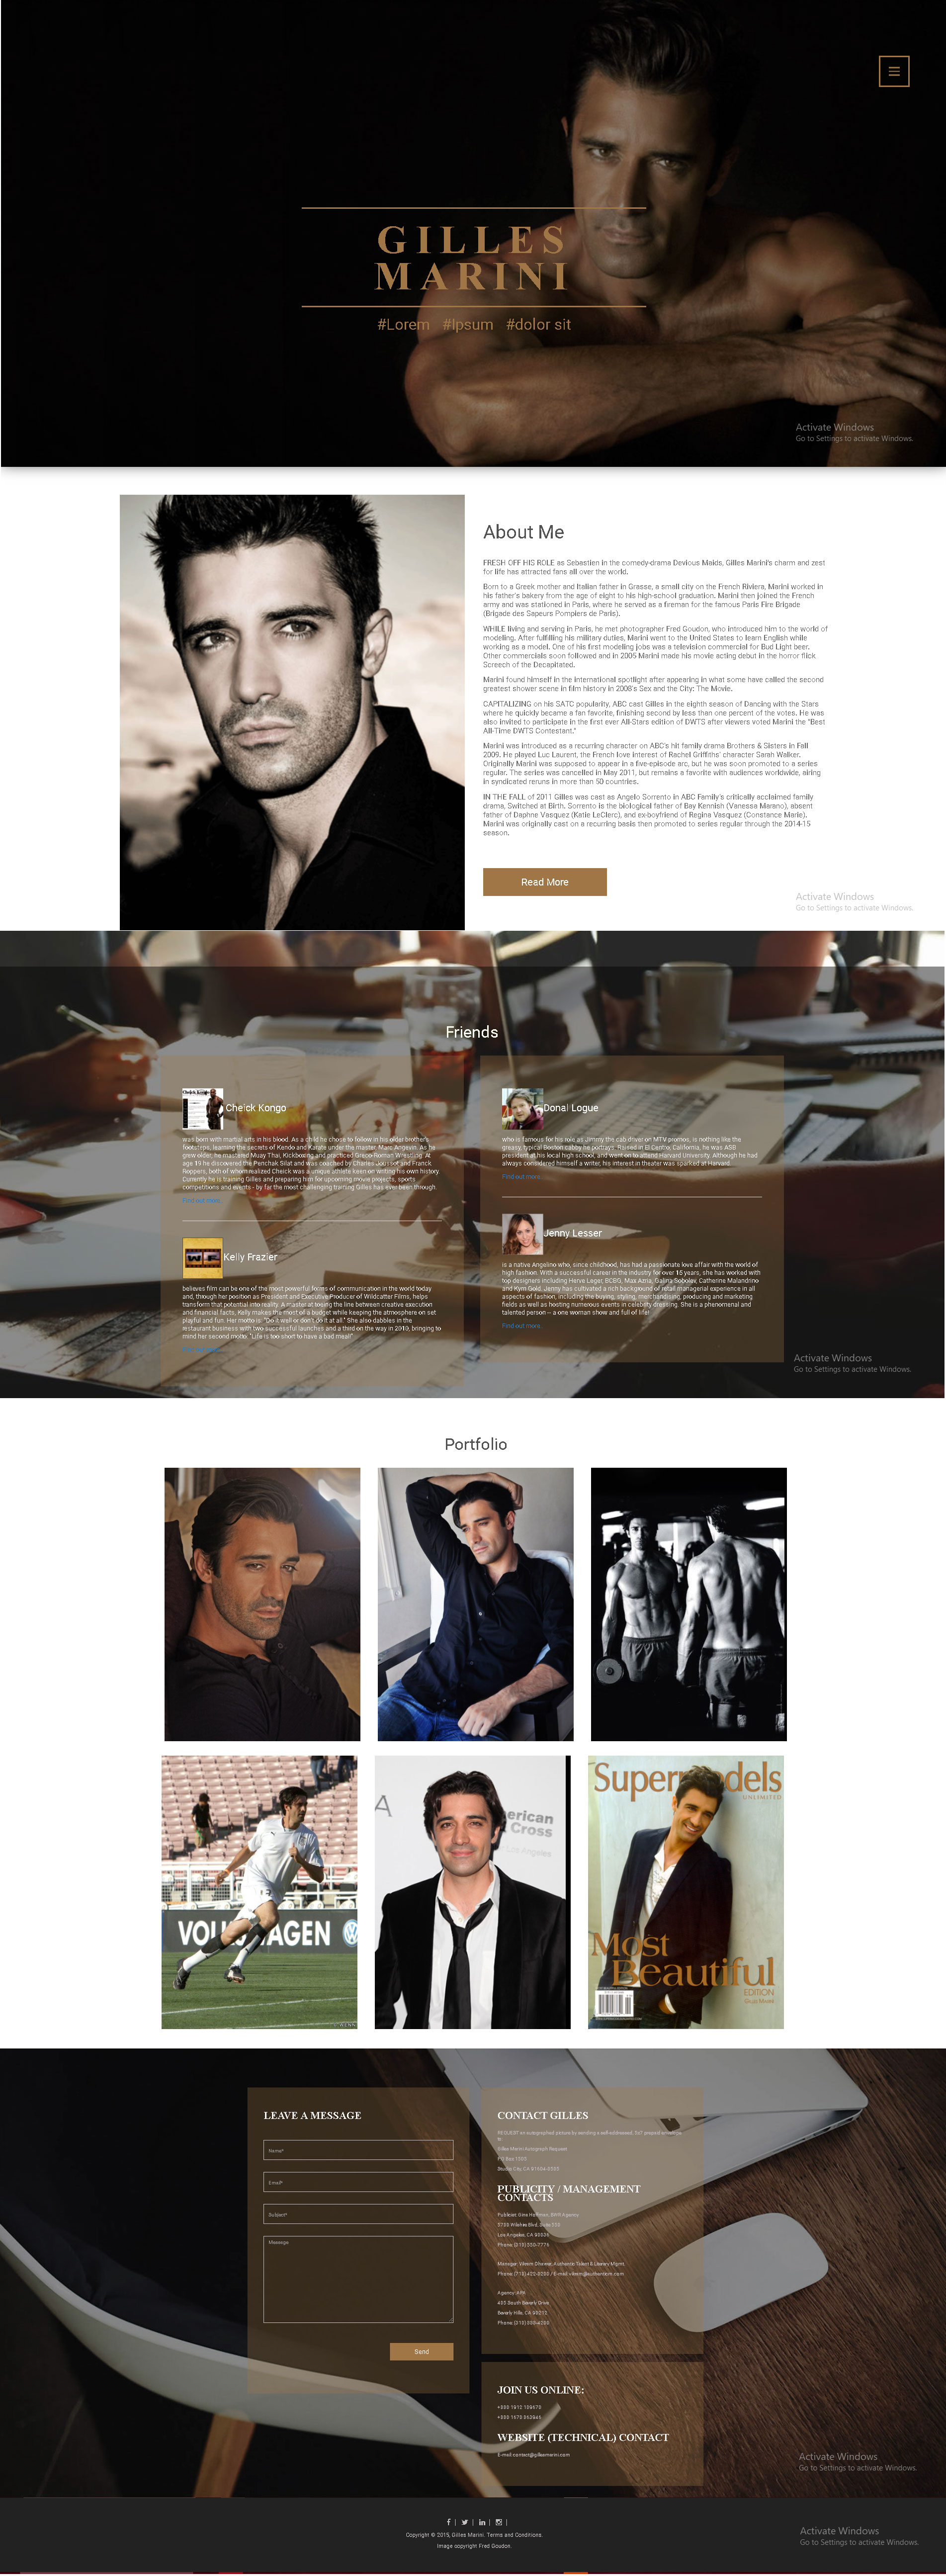 GILLES
MARINI
#Lorem #Ipsum #dolor sit
Activate Windows
Go to Settings to activate Windows.
About Me
FRESH OFF HIS ROLE as Sebastien in the comedy-drama Devious Maids, Gilles Marini's charm and zest
for life has attracted fans all over the world.
Born to a Greek mother and Italian father in Grasse, a small city on the French Riviera, Marini worked in
his father's bakery from the age of eight to his high-school graduation. Marini then joined the French
army and was stationed in Paris, where he served as a fireman for the famous Paris Fire Brigade
(Brigade des Sapeurs Pompiers de Paris).
WHILE living and serving in Paris, he met photographer Fred Goudon, who introduced him to the world of
modeling. After fulfilling his military duties, Marini went to the United States to learn English while
working as a model. One of his first modeling jobs was a television commercial for Bud Light beer.
Other commercials soon followed and in 2005 Marini made his movie acting debut in the horror flick
Screech of the Decapitated.
Marini found himself in the international spotlight after appearing in what some have called the second
greatest shower scene in film history in 2008's Sex and the City: The Movie.
CAPITALIZING on his SATC popularity, ABC cast Gilles in the eighth season of Dancing with the Stars
where he quickly became a fan favorite, finishing second by less than one percent of the votes. He was
also invited to participate in the first ever All-Stars edition of DWTS after viewers voted Marini the "Best
All-Time DWTS Contestant."
Marini was introduced as a recurring character on ABC's hit family drama Brothers & Sisters in Fall
2009. He played Luc Laurent, the French love interest of Rachel Griffiths' character Sarah Walker.
Originally Marini was supposed to appear in a five-episode arc, but he was soon promoted to a series
regular. The series was cancelled in May 2011, but remains a favorite with audiences worldwide, airing
in syndicated reruns in more than 50 countries.
IN THE FALL of 2011 Gilles was cast as Angelo Sorrento in ABC Family's critically acclaimed family
drama, Switched at Birth. Sorrento is the biological father of Bay Kennish (Vanessa Marano), absent
father of Daphne Vasquez (Katie LeClerc), and ex-boyfriend of Regina Vasquez (Constance Marie).
Marini was originally cast on a recurring basis then promoted to series regular through the 2014-15
season.
Read More
Activate Windows
Go to Settings to activate Windows.
Friends
Cheick Kongo
was born with martial arts in his blood. As a child he chose to follow in his older brother's
footsteps, learning the secrets of Kendo and Karate under the master, Marc Angevin. As he
grew older, he mastered Muay Thai, Kickboxing and practiced Greco-Roman Wrestling. At
age 19 he discovered the Penchak Silat and was coached by Charles Joussot and Franck
Roppers, both of whom realized Cheick was a unique athlete keen on writing his own history.
Currently he is training Gilles and preparing him for upcoming movie projects, sports
competitions and events - by far the most challenging training Gilles has ever been through.
Find out more..
Kelly Frazier
believes film can be one of the most powerful forms of communication in the world today
and, through her position as President and Executive Producer of Wildcatter Films, helps
transform that potential into reality. A master at toeing the line between creative execution
and financial facts, Kelly makes the most of a budget while keeping the atmosphere on set
playful and fun. Her motto is: "Do it well or don't do it at all." She also dabbles in the
restaurant business with two successful launches and a third on the way in 2010, bringing to
mind her second motto: "Life is too short to have a bad meal!"
Donal Logue
who is famous for his role as Jimmy the cab driver on MTV promos, is nothing like the
greasy, typical Boston cabby he portrays. Raised in El Centro, California, he was ASB
president at his local high school, and went on to attend Harvard University. Although he had
always considered himself a writer, his interest in theater was sparked at Harvard.
Find out more..
Jenny Lesser
is a native Angelino who, since childhood, has had a passionate love affair with the world of
high fashion. With a successful career in the industry for over 15 years, she has worked with
top designers including Herve Leger, BCBG, Max Azria, Galina Sobolev, Catherine Malandrino
and Kym Gold. Jenny has cultivated a rich background of retail managerial experience in all
aspects of fashion, including the buying, styling, merchandising, producing and marketing
fields as well as hosting numerous events in celebrity dressing. She is a phenomenal and
talented person – a one woman show and full of life!
Find out more..
Activate Windows
Go to Settings to activate Windows.
Portfolio
VOLKSWAGEN
erican
Cross
Los Angeles
Supermodels
UNLIMITED
Most
Beautiful
EDITION
LEAVE A MESSAGE
Name*
Email*
Subject*
Message
Send
CONTACT GILLES
Gilles Marini Autograph Request
PUBLICITY / MANAGEMENT
CONTACTS
Los Angeles, CA
Beverly Hills, CA
JOIN US ONLINE:
WEBSITE (TECHNICAL) CONTACT
E-mail: contact@gillesmarini.com
Activate Windows
Go to Settings to activate Windows.
Copyright © 2015, Gilles Marini. Terms and Conditions.
Image copyright Fred Goudon.
Activate Windows
Go to Settings to activate Windows.